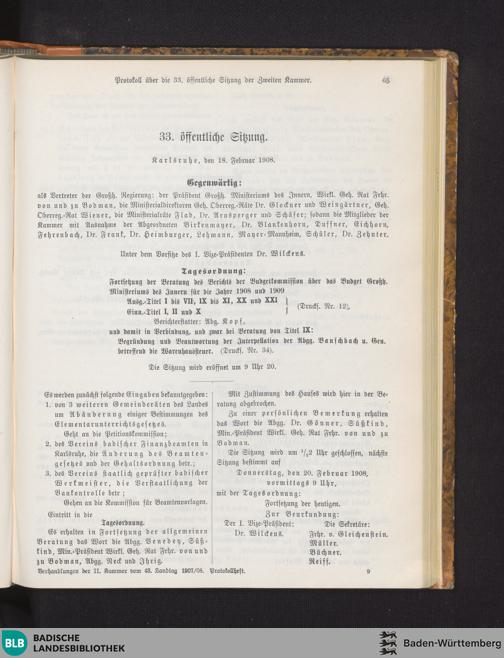 Protokoll über die 33. öffentliche Sitzung der Zweiten Kammer. 65
33. öffentliche Sitzung.
Karlsruhe, den 18. Februar 1908.
Gegenwärtig:
als Vertreter der Großh. Regierung: der Präsident Großh. Ministeriums des Innern, Wirkl. Geh. Rat Frhr.
von und zu Bodman, die Ministerialdirektoren Geh. Oberreg.-Räte Dr. Glockner und Weingärtner, Geh.
Oberreg.-Rat Wiener, die Ministerialräte Flad, Dr. Arnsperger und Schäfer; sodann die Mitglieder der
Kammer mit Ausnahme der Abgeordneten Birkenmayer, Dr. Blankenhorn, Duffner, Eichhorn,
Fehrenbach, Dr. Frank, Dr. Heimburger, Lehmann, Mayer-Mannheim, Schüler, Dr. Zehnter.
Unter dem Vorsitze des I. Vize-Präsidenten Dr. Wilckens.
Tagesordnung:
Fortsetzung der Beratung des Berichts der Budgetkommission über das Budget Großh.
Ministeriums des Innern für die Jahre 1908 und 1909
Ausg.-Titel I bis VII, IX bis XI, XX und XXI
Einn.-Titel I, II und X
(Drucks. Nr. 12),
Berichterstatter: Abg. Kopf,
und damit in Verbindung, und zwar bei Beratung von Titel IX:
Begründung und Beantwortung der Interpellation der Abgg. Banschbach u. Gen.
betreffend die Warenhaussteuer. (Drucks. Nr. 34).
Die Sitzung wird eröffnet um 9 Uhr 20.
Es werden zunächst folgende Eingaben bekanntgegeben:
1. von 3 weiteren Gemeinderäten des Landes
um Abänderung einiger Bestimmungen des
Elementarunterrichtsgesetzes.
Geht an die Petitionskommission;
2. des Vereins badischer Finanzbeamten in
Karlsruhe, die Änderung des Beamten-
gesetzes und der Gehaltsordnung betr.;
3. des Vereins staatlich geprüfter badischer
Werkmeister, die Verstaatlichung der
Baukontrolle betr.;
Gehen an die Kommission für Beamtenvorlagen.
Eintritt in die
Tagesordnung.
Es erhalten in Fortsetzung der allgemeinen
Beratung das Wort die Abgg. Venedey, Süß-
kind, Min.-Präsident Wirkl. Geh. Rat Frhr. von und
zu Bodman, Abgg. Neck und Ihrig.
Mit Zustimmung des Hauses wird hier in der Be-
ratung abgebrochen.
Zu einer persönlichen Bemerkung erhalten
das Wort die Abgg. Dr. Gönner, Süßkind,
Min.-Präsident Wirkl. Geh. Rat Frhr. von und zu
Bodman.
Die Sitzung wird um 1/2 2 Uhr geschlossen, nächste
Sitzung bestimmt auf
Donnerstag, den 20. Februar 1908,
vormittags 9 Uhr,
mit der Tagesordnung:
Fortsetzung der heutigen.
Zur Beurkundung:
Der I. Vize-Präsident: Die Sekretäre:
Dr. Wilckens. Frhr. v. Gleichenstein.
Müller.
Büchner.
Reiff.
Verhandlungen der II. Kammer vom 43. Landtag 1907/08. Protokollheft. 9
BLB BADISCHE
LANDESBIBLIOTHEK
Baden-Württemberg